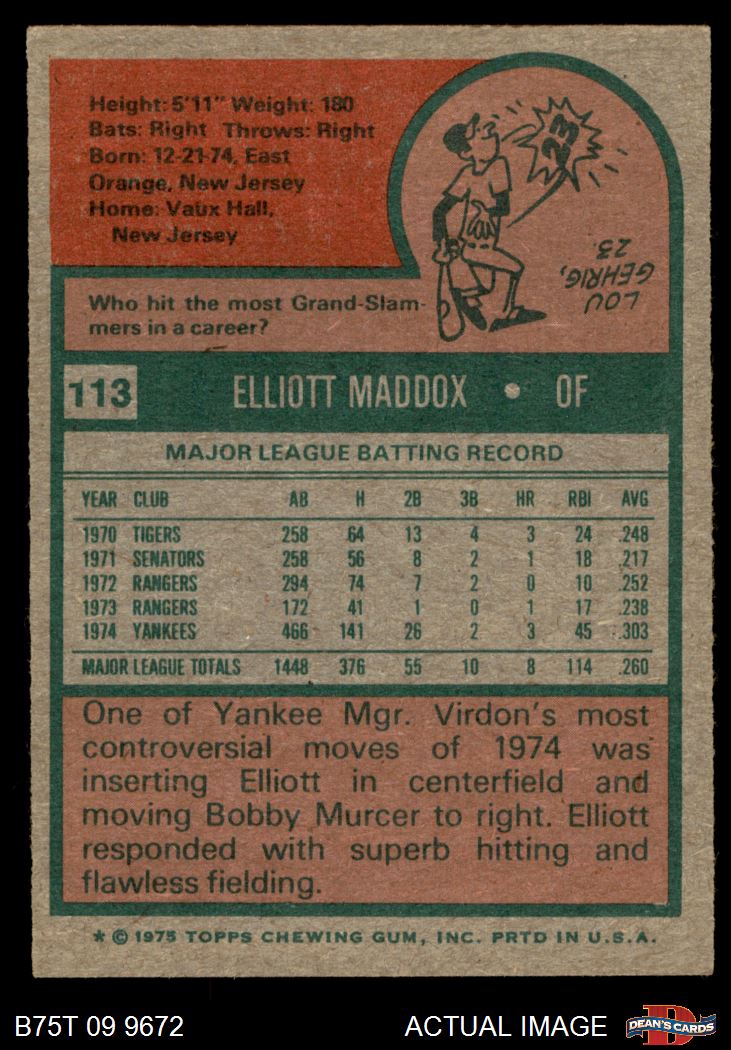 Height: 5'11" Weight: 180
Bats: Right Throws: Right
Born: 12-21-74, East
Orange, New Jersey
Home: Vaux Hall,
New Jersey
23
LOU
GEHRIG,
23.
Who hit the most Grand-Slam-
mers in a career?
113 ELLIOTT MADDOX • OF
MAJOR LEAGUE BATTING RECORD
YEAR CLUB AB H 2B 3B HR RBI AVG
1970 TIGERS 258 64 13 4 3 24 .248
1971 SENATORS 258 56 8 2 1 18 .217
1972 RANGERS 294 74 7 2 0 10 .252
1973 RANGERS 172 41 1 0 1 17 .238
1974 YANKEES 466 141 26 2 3 45 .303
MAJOR LEAGUE TOTALS 1448 376 55 10 8 114 .260
One of Yankee Mgr. Virdon's most
controversial moves of 1974 was
inserting Elliott in centerfield and
moving Bobby Murcer to right. Elliott
responded with superb hitting and
flawless fielding.
* © 1975 TOPPS CHEWING GUM, INC. PRTD IN U.S.A.
B75T 09 9672 ACTUAL IMAGE D DEAN'S CARDS